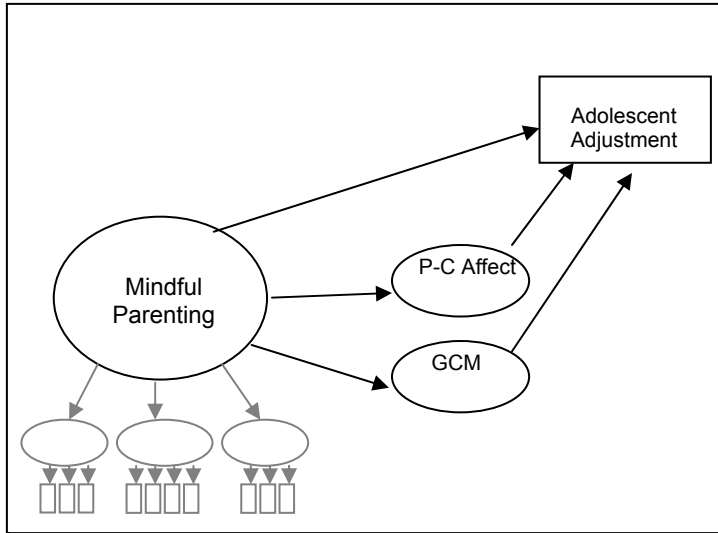 Adolescent
Adjustment
P-C Affect
Mindful
Parenting
GCM